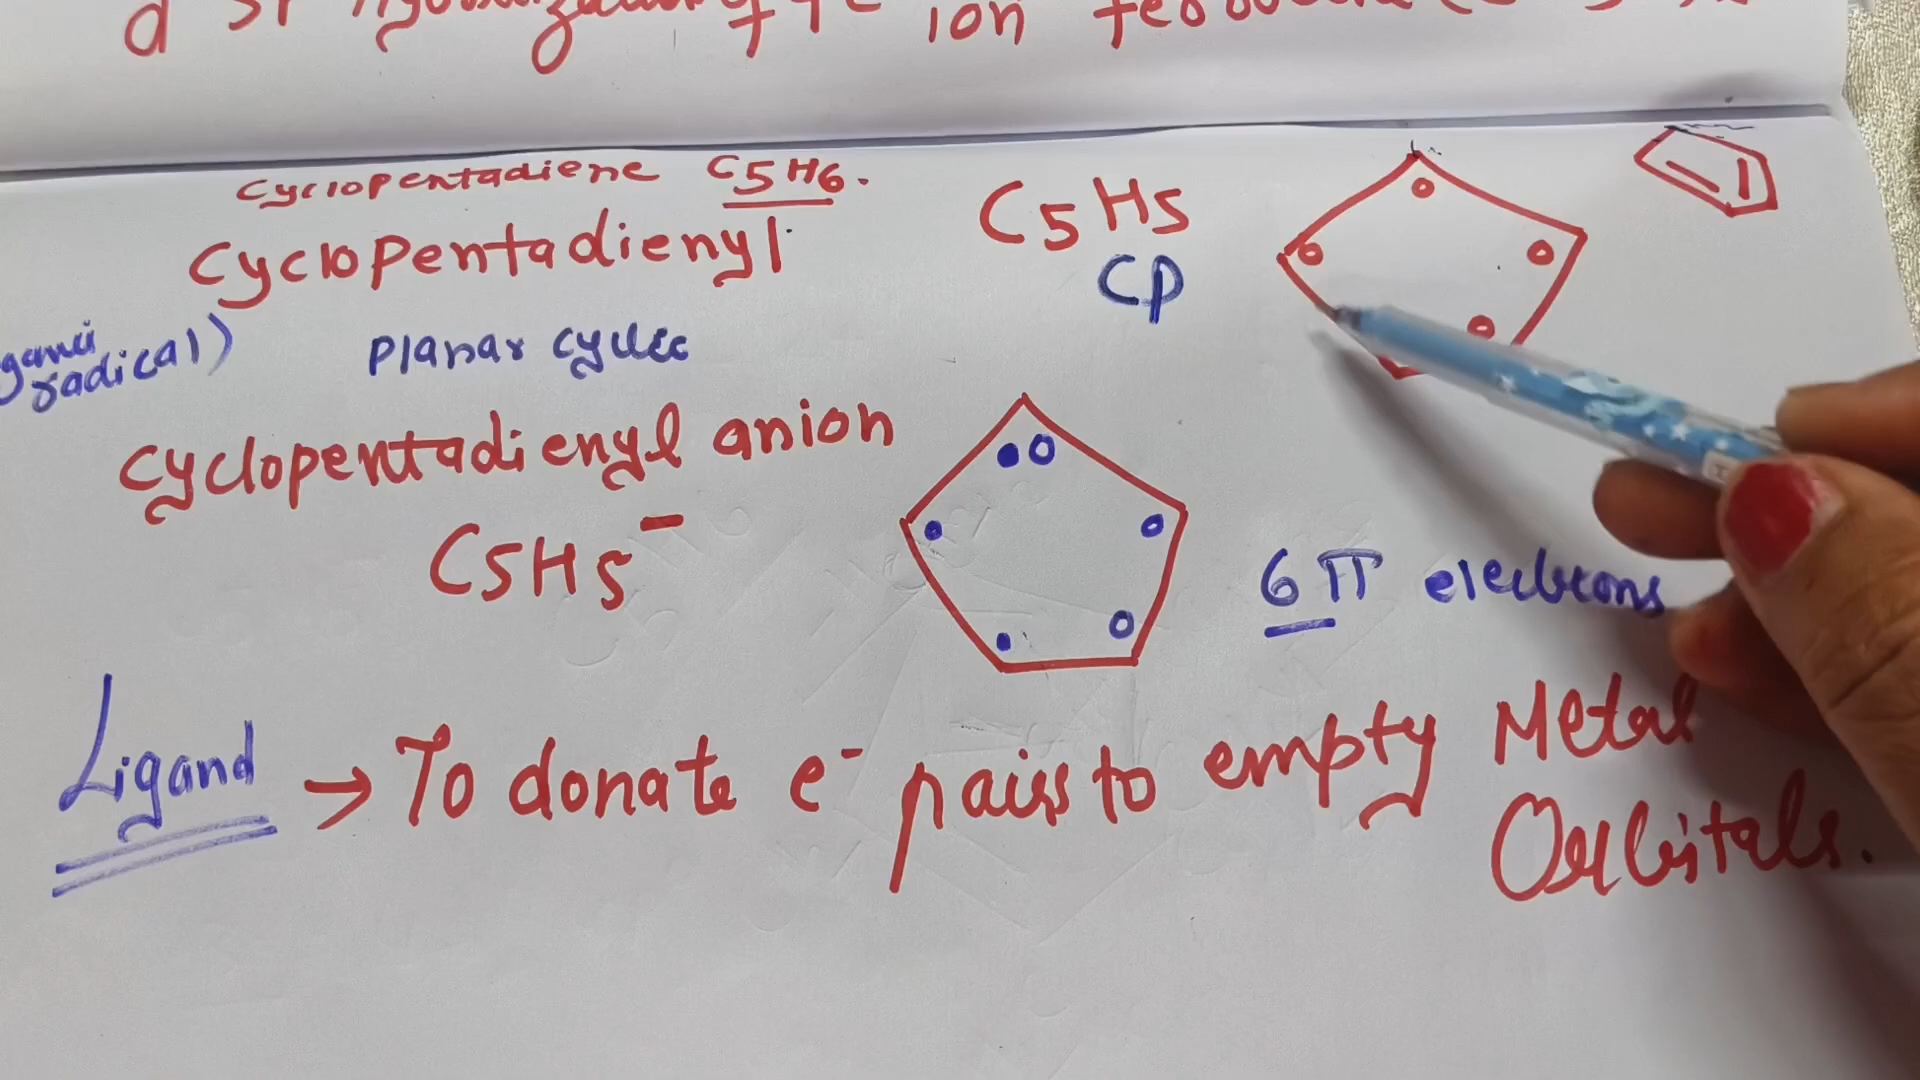 ion
Cyclopentadiene C5H6.
Cyclopentadienyl
C5H5
Cp
radical)
Planar cyclic
Cyclopentadienyl anion
C5H5⁻
6π electrons
Ligand → To donate e⁻ pairs to empty Metal
Orbitals.